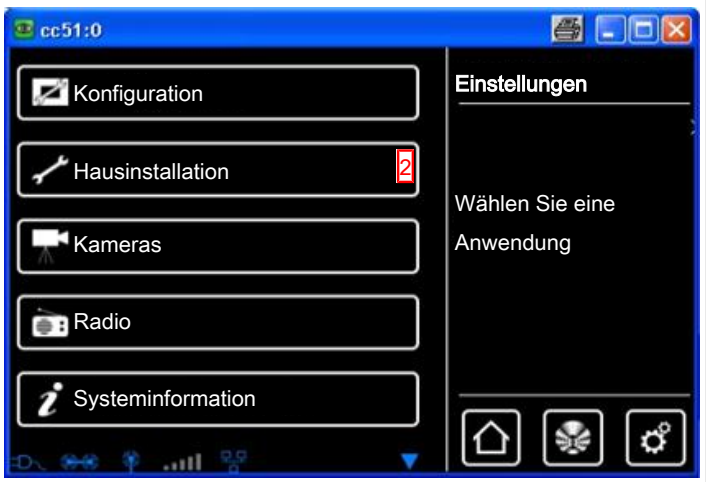 cc51:0
Konfiguration
Hausinstallation 2
Kameras
Radio
Systeminformation
Einstellungen
Wählen Sie eine
Anwendung